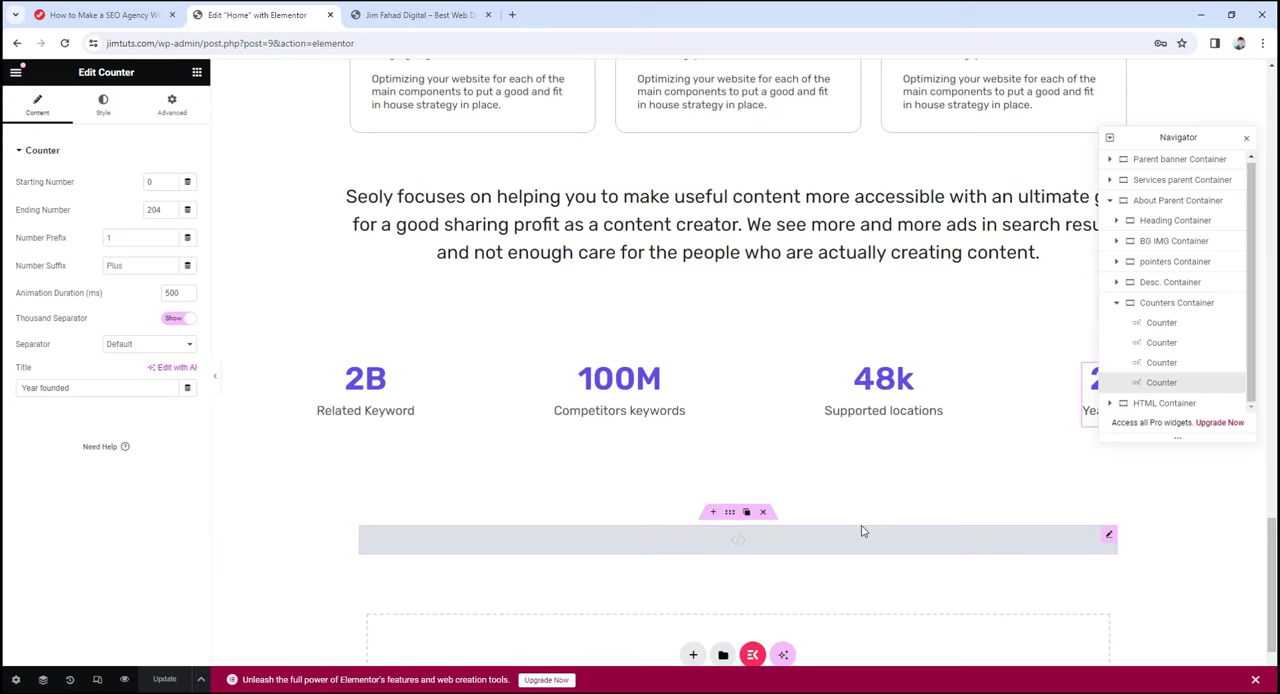 How to Make a SEO Agency We
Edit "Home" with Elementor
Jim Fahad Digital – Best Web D
jimtuts.com/wp-admin/post.php?post=9&action=elementor
Edit Counter
Content
Style
Advanced
Counter
Starting Number
0
Ending Number
204
Number Prefix
1
Number Suffix
Plus
Animation Duration (ms)
500
Thousand Separator
Show
Separator
Default
Title
Edit with AI
Year founded
Need Help
Update
Optimizing your website for each of the
main components to put a good and fit
in house strategy in place.
Optimizing your website for each of the
main components to put a good and fit
in house strategy in place.
Optimizing your website for each of the
main components to put a good and fit
in house strategy in place.
Seoly focuses on helping you to make useful content more accessible with an ultimate g
for a good sharing profit as a content creator. We see more and more ads in search resu
and not enough care for the people who are actually creating content.
2B
Related Keyword
100M
Competitors keywords
48k
Supported locations
2
Yea
Navigator
Parent banner Container
Services parent Container
About Parent Container
Heading Container
BG IMG Container
pointers Container
Desc. Container
Counters Container
Counter
Counter
Counter
Counter
HTML Container
Access all Pro widgets. Upgrade Now
Unleash the full power of Elementor's features and web creation tools.
Upgrade Now